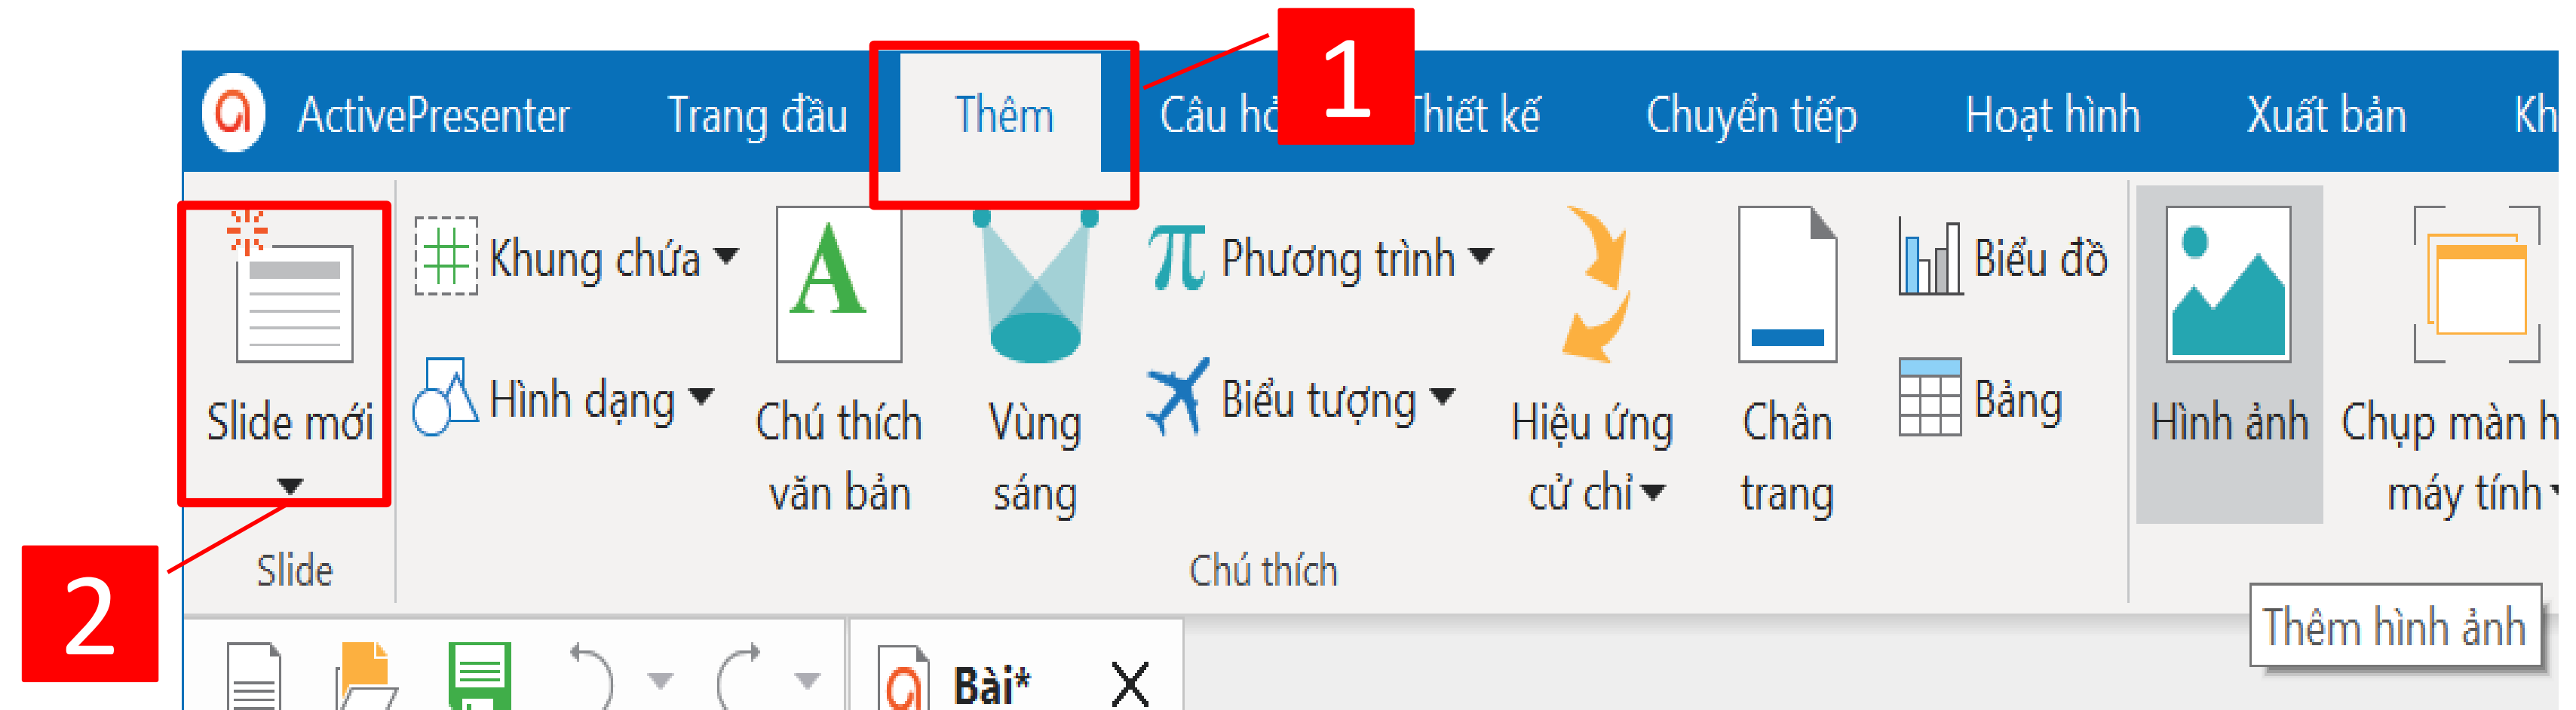 1
ActivePresenter Trang đầu Thêm Câu hỏ Thiết kế Chuyển tiếp Hoạt hình Xuất bản Kh
Khung chứa Phương trình Biểu đồ
Hình dạng Biểu tượng Bảng
Slide mới Chú thích Vùng Hiệu ứng Chân Hình ảnh Chụp màn h
văn bản sáng cử chỉ trang máy tính
Slide Chú thích
2
Thêm hình ảnh
Bài*